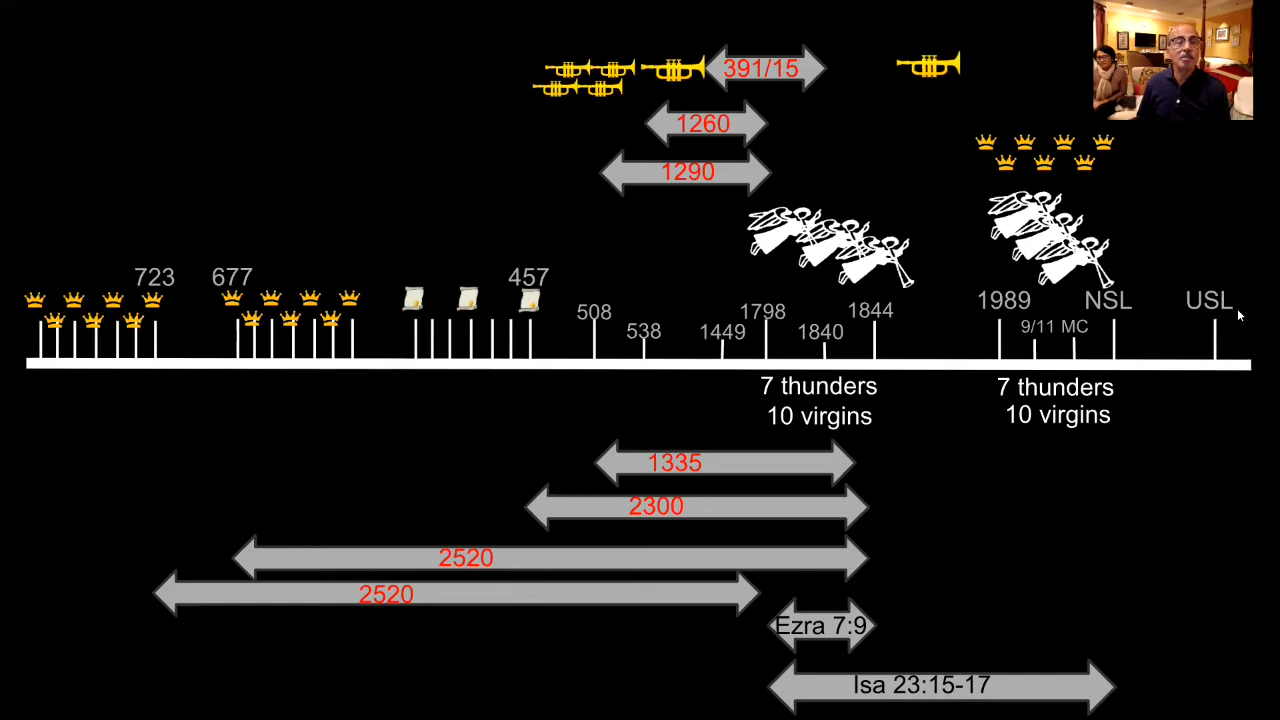 391/15
1260
1290
723 677 457
508 538 1449 1798 1840 1844
1989 9/11 MC NSL USL
7 thunders
10 virgins
7 thunders
10 virgins
1335
2300
2520
2520
Ezra 7:9
Isa 23:15-17